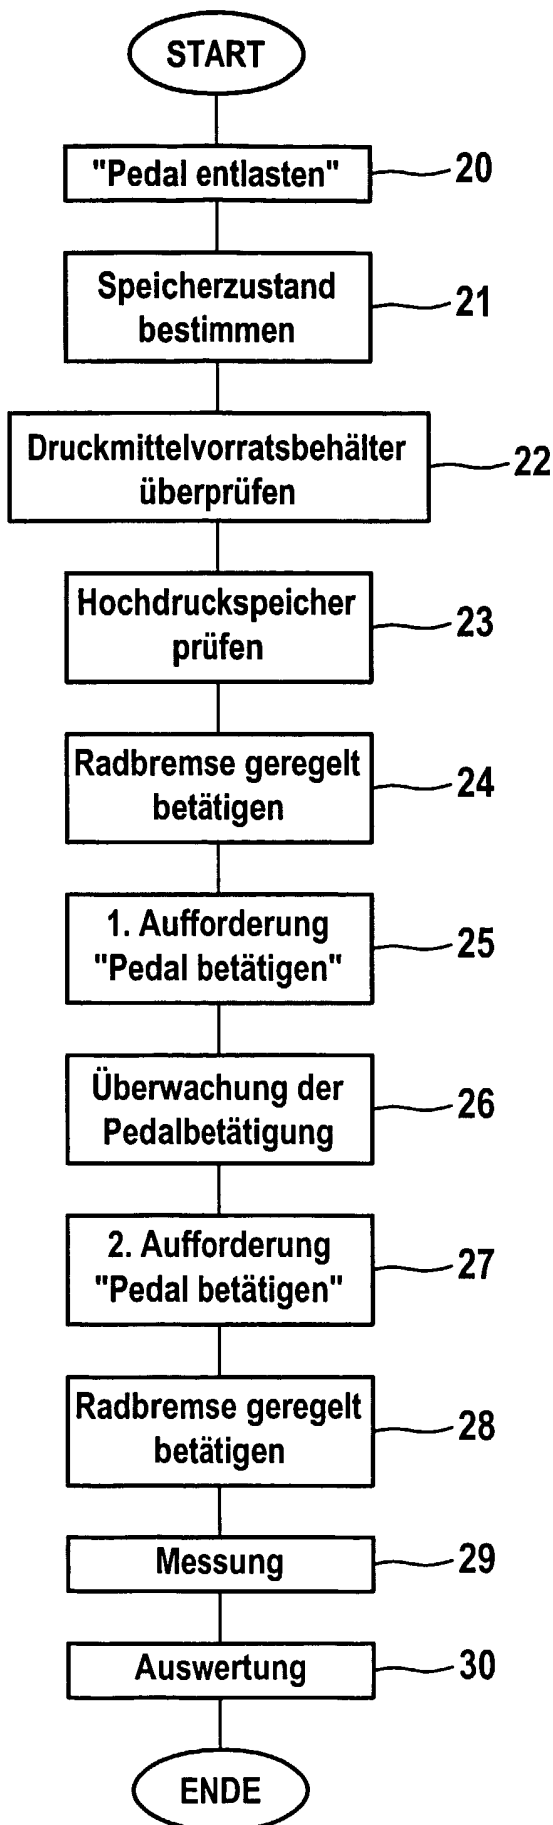 START
"Pedal entlasten"
20
Speicherzustand
bestimmen
21
Druckmittelvorratsbehälter
überprüfen
22
Hochdruckspeicher
prüfen
23
Radbremse geregelt
betätigen
24
1. Aufforderung
"Pedal betätigen"
25
Überwachung der
Pedalbetätigung
26
2. Aufforderung
"Pedal betätigen"
27
Radbremse geregelt
betätigen
28
Messung
29
Auswertung
30
ENDE